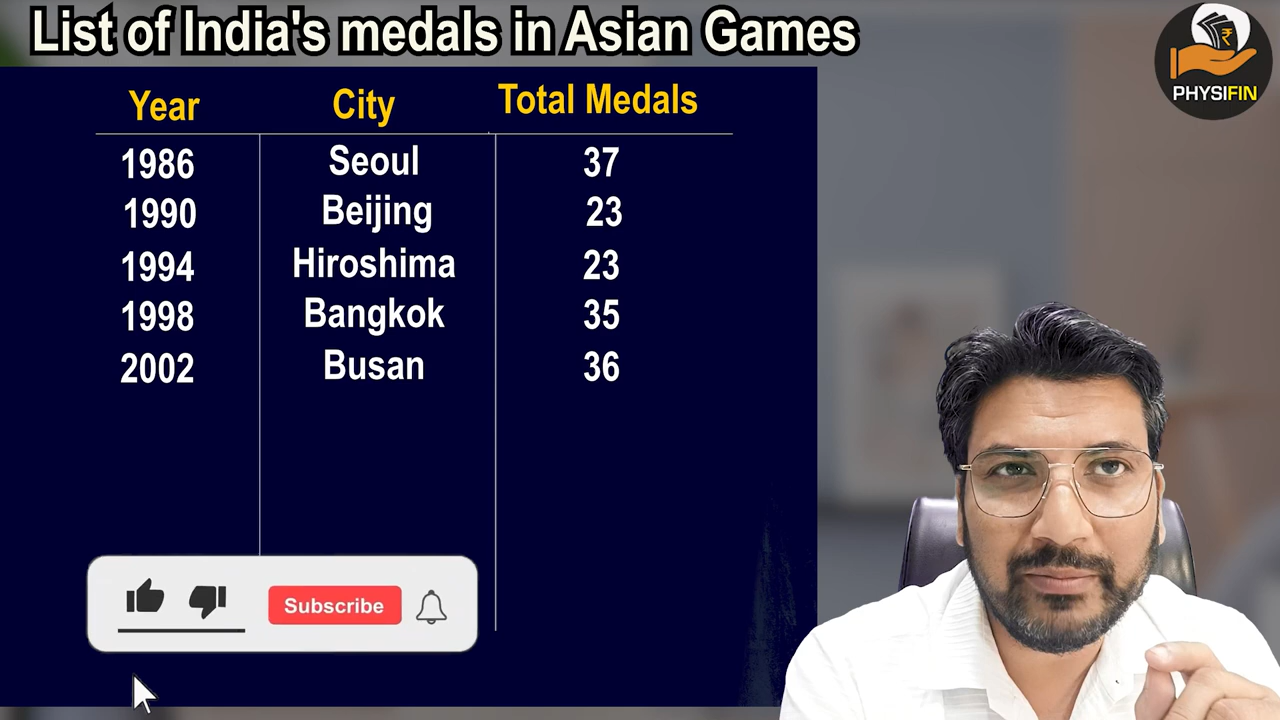 List of India's medals in Asian Games
PHYSIFIN
Year City Total Medals
1986 Seoul 37
1990 Beijing 23
1994 Hiroshima 23
1998 Bangkok 35
2002 Busan 36
Subscribe